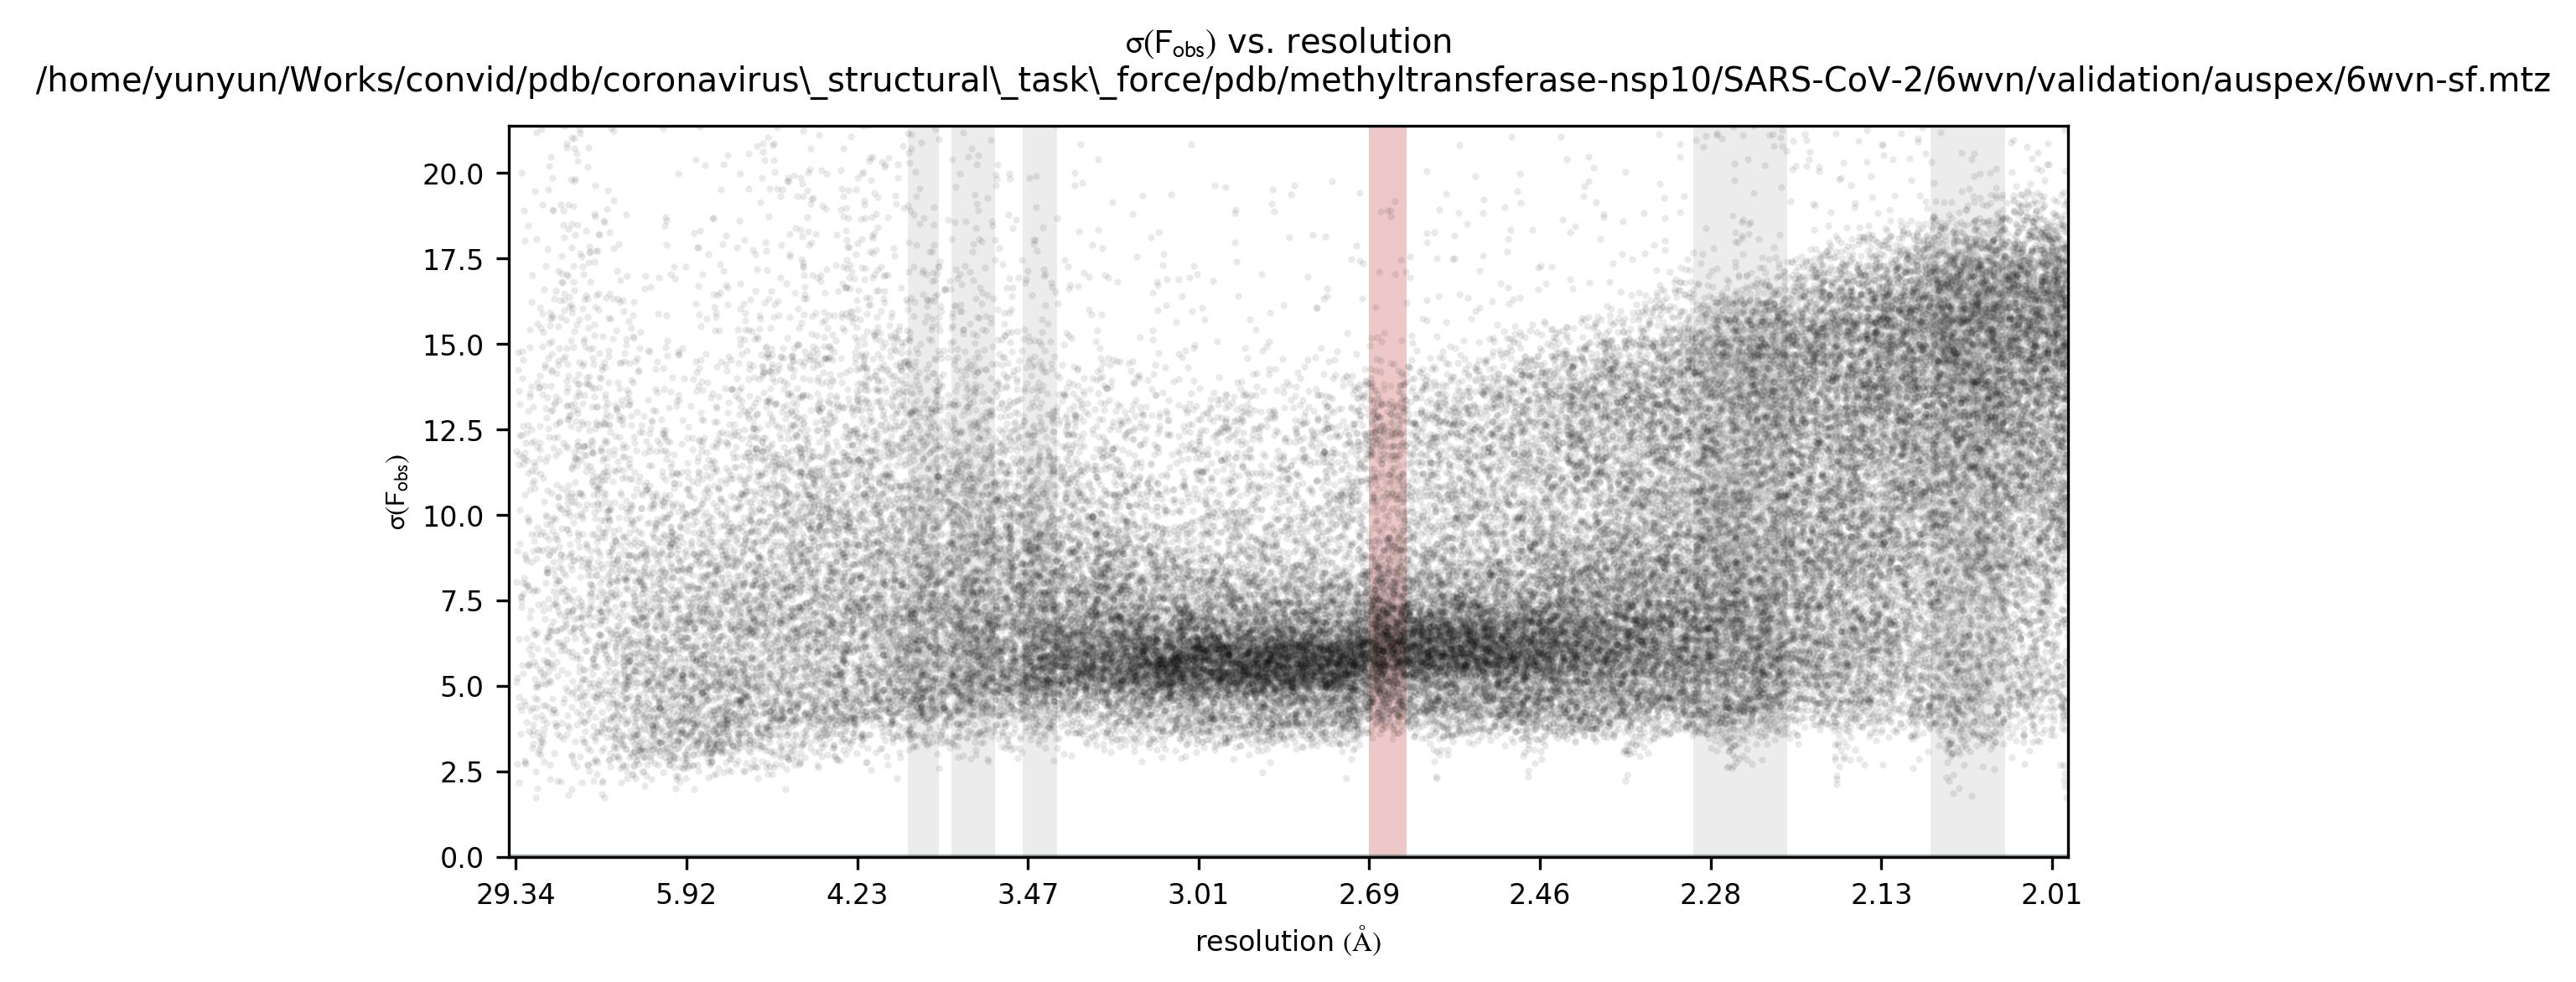 σ(Fobs) vs. resolution
/home/yunyun/Works/convid/pdb/coronavirus\_structural\_task\_force/pdb/methyltransferase-nsp10/SARS-CoV-2/6wvn/validation/auspex/6wvn-sf.mtz
20.0
17.5
15.0
12.5
10.0
7.5
5.0
2.5
0.0
σ(Fobs)
29.34 5.92 4.23 3.47 3.01 2.69 2.46 2.28 2.13 2.01
resolution (Å)